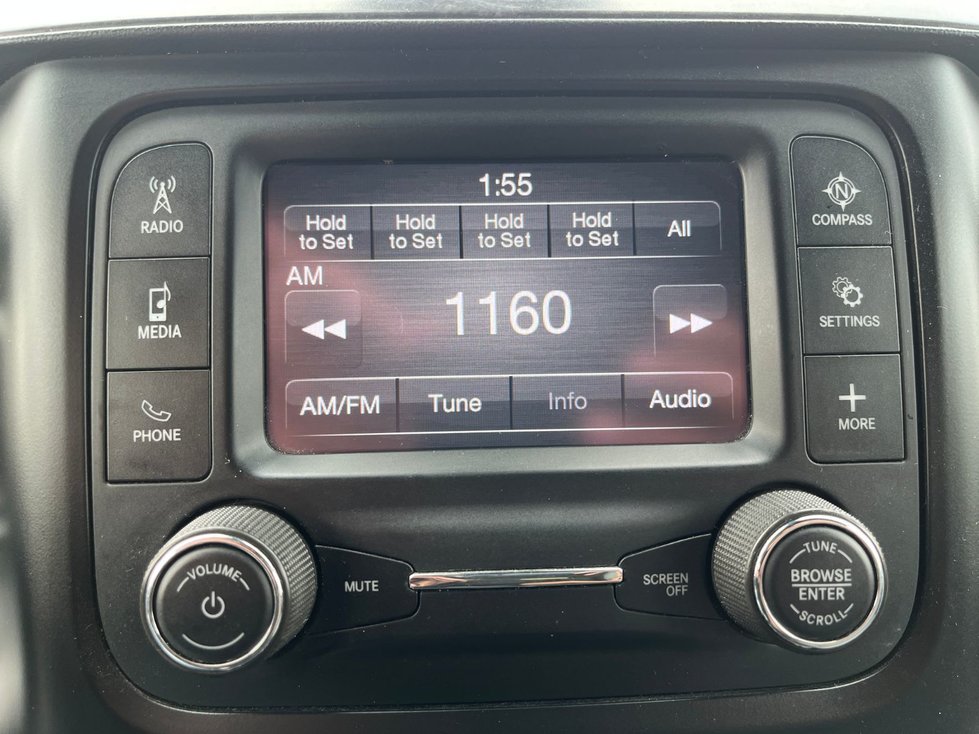 1:55
Hold to Set
Hold to Set
Hold to Set
Hold to Set
All
AM
1160
AM/FM
Tune
Info
Audio
RADIO
MEDIA
PHONE
N
COMPASS
SETTINGS
MORE
VOLUME
MUTE
SCREEN
OFF
TUNE
BROWSE
ENTER
SCROLL